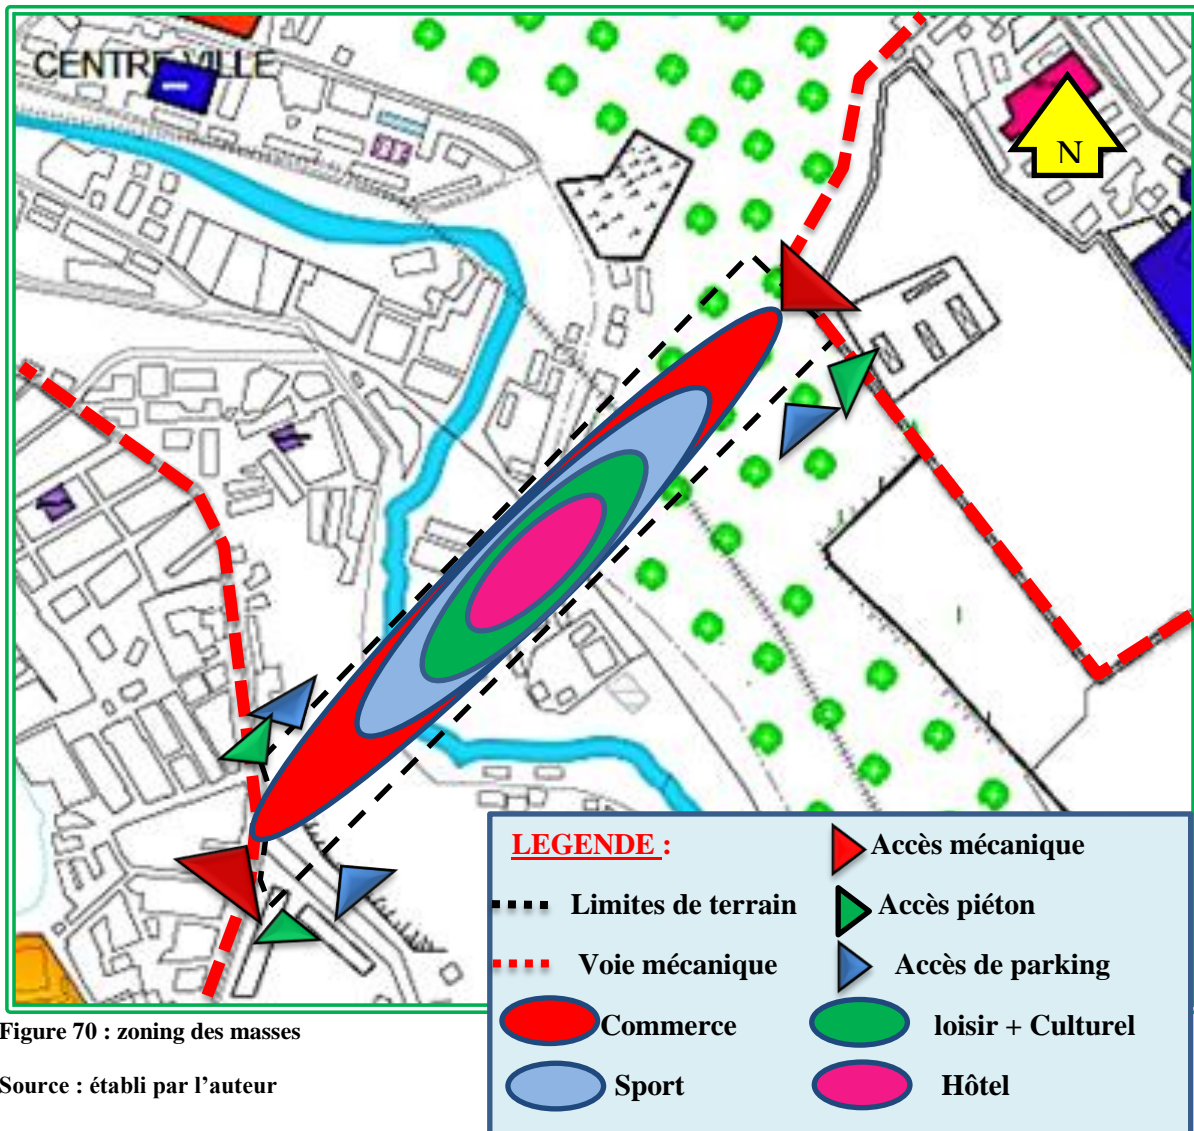 CENTRE VILLE
N
LEGENDE :
Accès mécanique
Limites de terrain
Accès piéton
Voie mécanique
Accès de parking
Commerce
loisir + Culturel
Sport
Hôtel
Figure 70 : zoning des masses
Source : établi par l'auteur